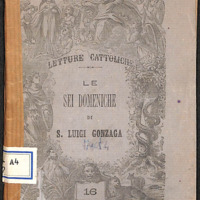 LETTURE CATTOLICHE
LE
SEI DOMENICHE
DI
S. LUIGI GONZAGA
A4
16